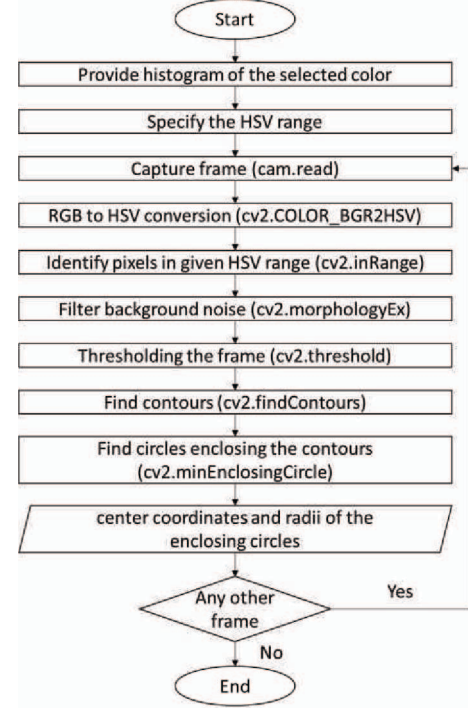 Start
Provide histogram of the selected color
Specify the HSV range
Capture frame (cam.read)
RGB to HSV conversion (cv2.COLOR_BGR2HSV)
Identify pixels in given HSV range (cv2.inRange)
Filter background noise (cv2.morphologyEx)
Thresholding the frame (cv2.threshold)
Find contours (cv2.findContours)
Find circles enclosing the contours
(cv2.minEnclosingCircle)
center coordinates and radii of the
enclosing circles
Any other
frame
Yes
No
End